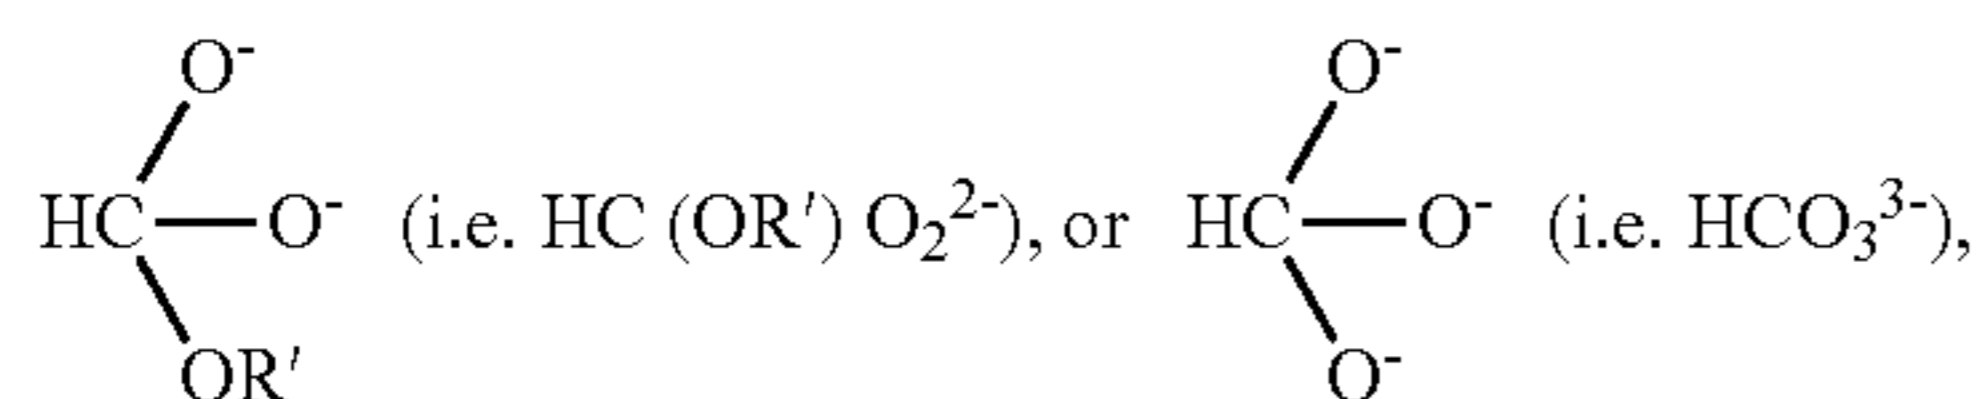 O⁻ O⁻
HC—O⁻ (i.e. HC (OR′) O₂²⁻), or HC—O⁻ (i.e. HCO₃³⁻),
OR′ O⁻